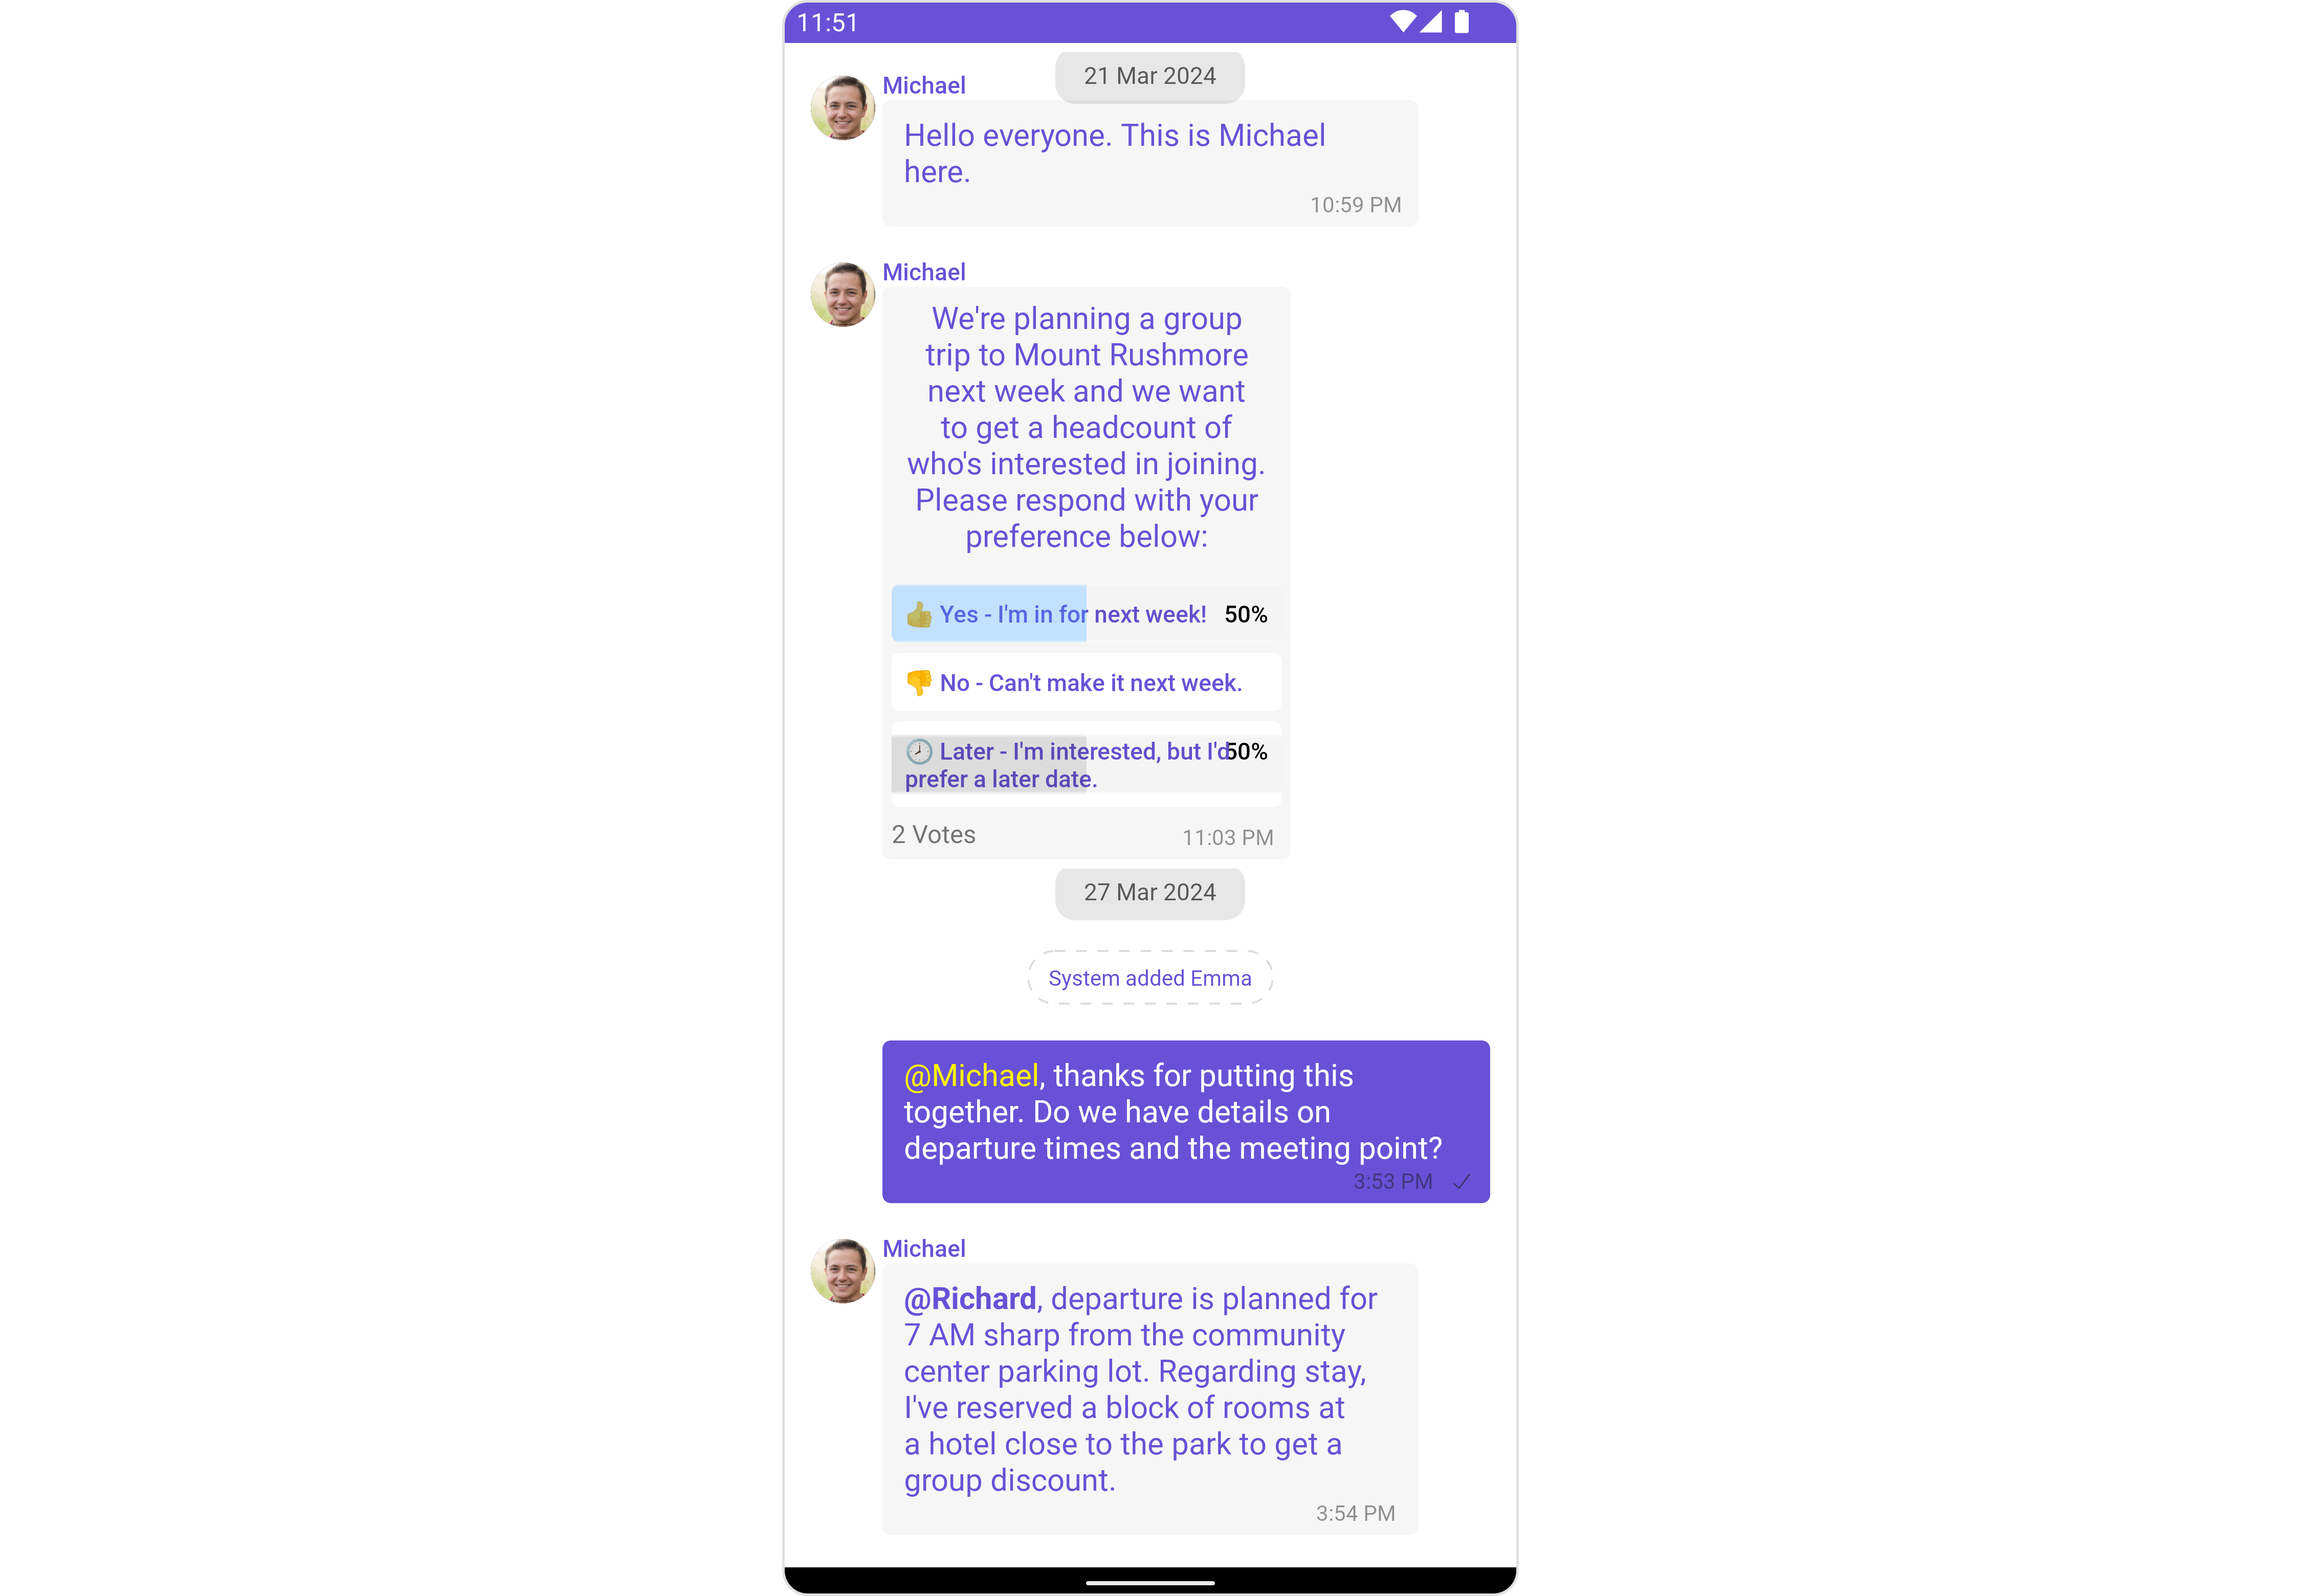 11:51
21 Mar 2024
Michael
Hello everyone. This is Michael
here.
10:59 PM
Michael
We're planning a group
trip to Mount Rushmore
next week and we want
to get a headcount of
who's interested in joining.
Please respond with your
preference below:
👍 Yes - I'm in for next week! 50%
👎 No - Can't make it next week.
🕗 Later - I'm interested, but I'd 50%
prefer a later date.
2 Votes 11:03 PM
27 Mar 2024
System added Emma
@Michael, thanks for putting this
together. Do we have details on
departure times and the meeting point?
3:53 PM
Michael
@Richard, departure is planned for
7 AM sharp from the community
center parking lot. Regarding stay,
I've reserved a block of rooms at
a hotel close to the park to get a
group discount.
3:54 PM